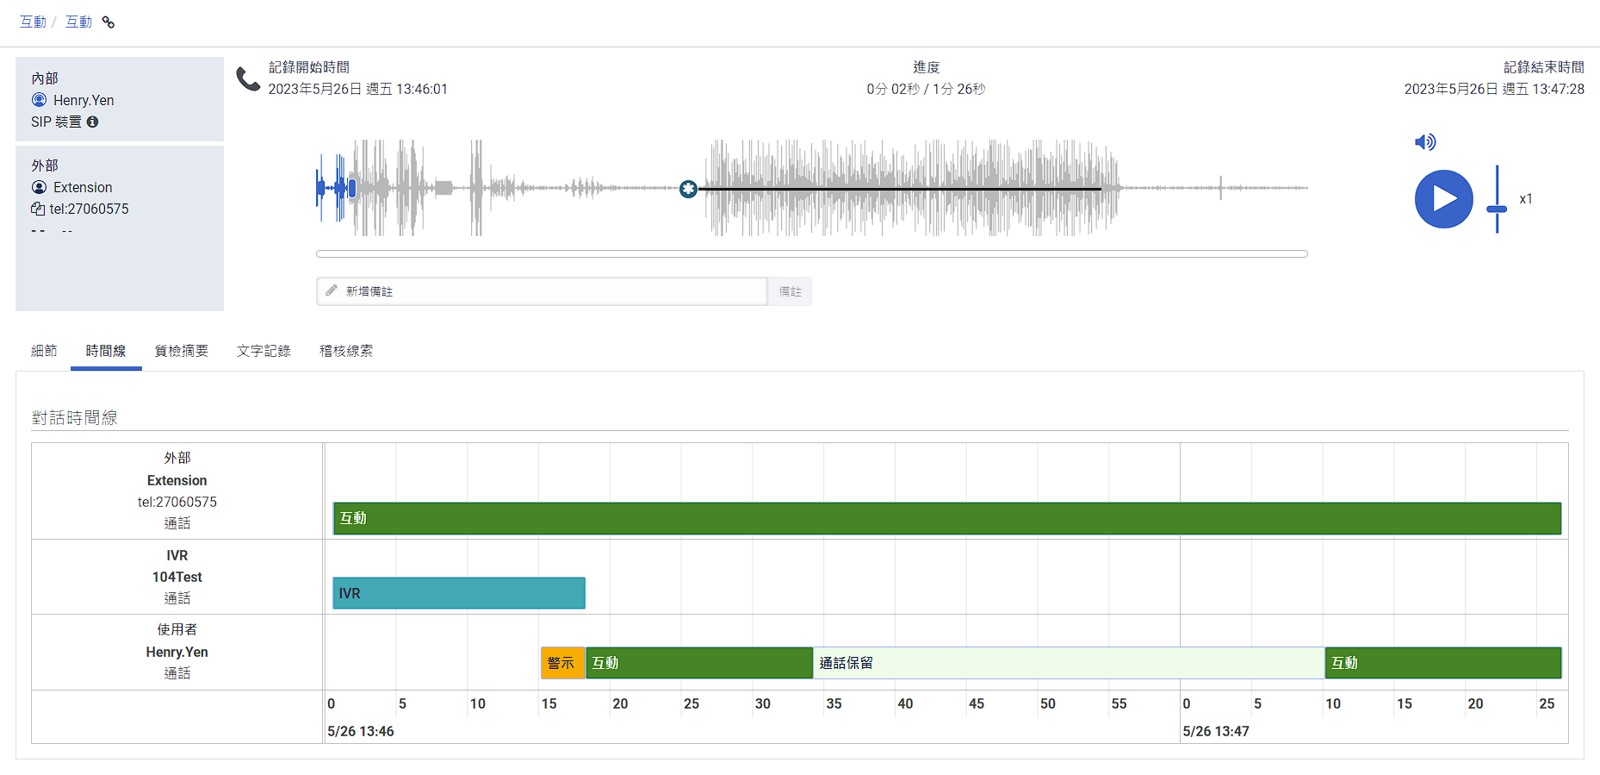 互動 / 互動
內部
Henry.Yen
SIP 裝置
外部
Extension
tel:27060575
記錄開始時間
2023年5月26日 週五 13:46:01
進度
0分 02秒 / 1分 26秒
記錄結束時間
2023年5月26日 週五 13:47:28
x1
新增備註
備註
細節 時間線 質檢摘要 文字記錄 稽核線索
對話時間線
外部
Extension
tel:27060575
通話
互動
IVR
104Test
通話
IVR
使用者
Henry.Yen
通話
警示 互動 通話保留 互動
0 5 10 15 20 25 30 35 40 45 50 55 0 5 10 15 20 25
5/26 13:46 5/26 13:47